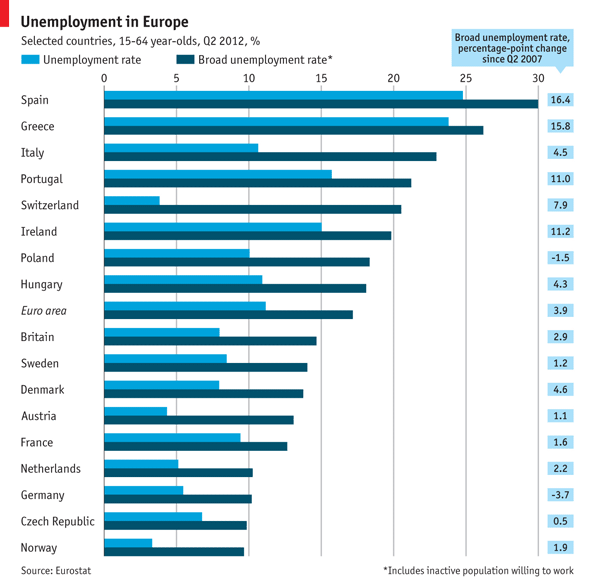 Unemployment in Europe
Selected countries, 15-64 year-olds, Q2 2012, %
Unemployment rate
Broad unemployment rate*
Broad unemployment rate,
percentage-point change
since Q2 2007
0 5 10 15 20 25 30
Spain 16.4
Greece 15.8
Italy 4.5
Portugal 11.0
Switzerland 7.9
Ireland 11.2
Poland -1.5
Hungary 4.3
Euro area 3.9
Britain 2.9
Sweden 1.2
Denmark 4.6
Austria 1.1
France 1.6
Netherlands 2.2
Germany -3.7
Czech Republic 0.5
Norway 1.9
Source: Eurostat
*Includes inactive population willing to work